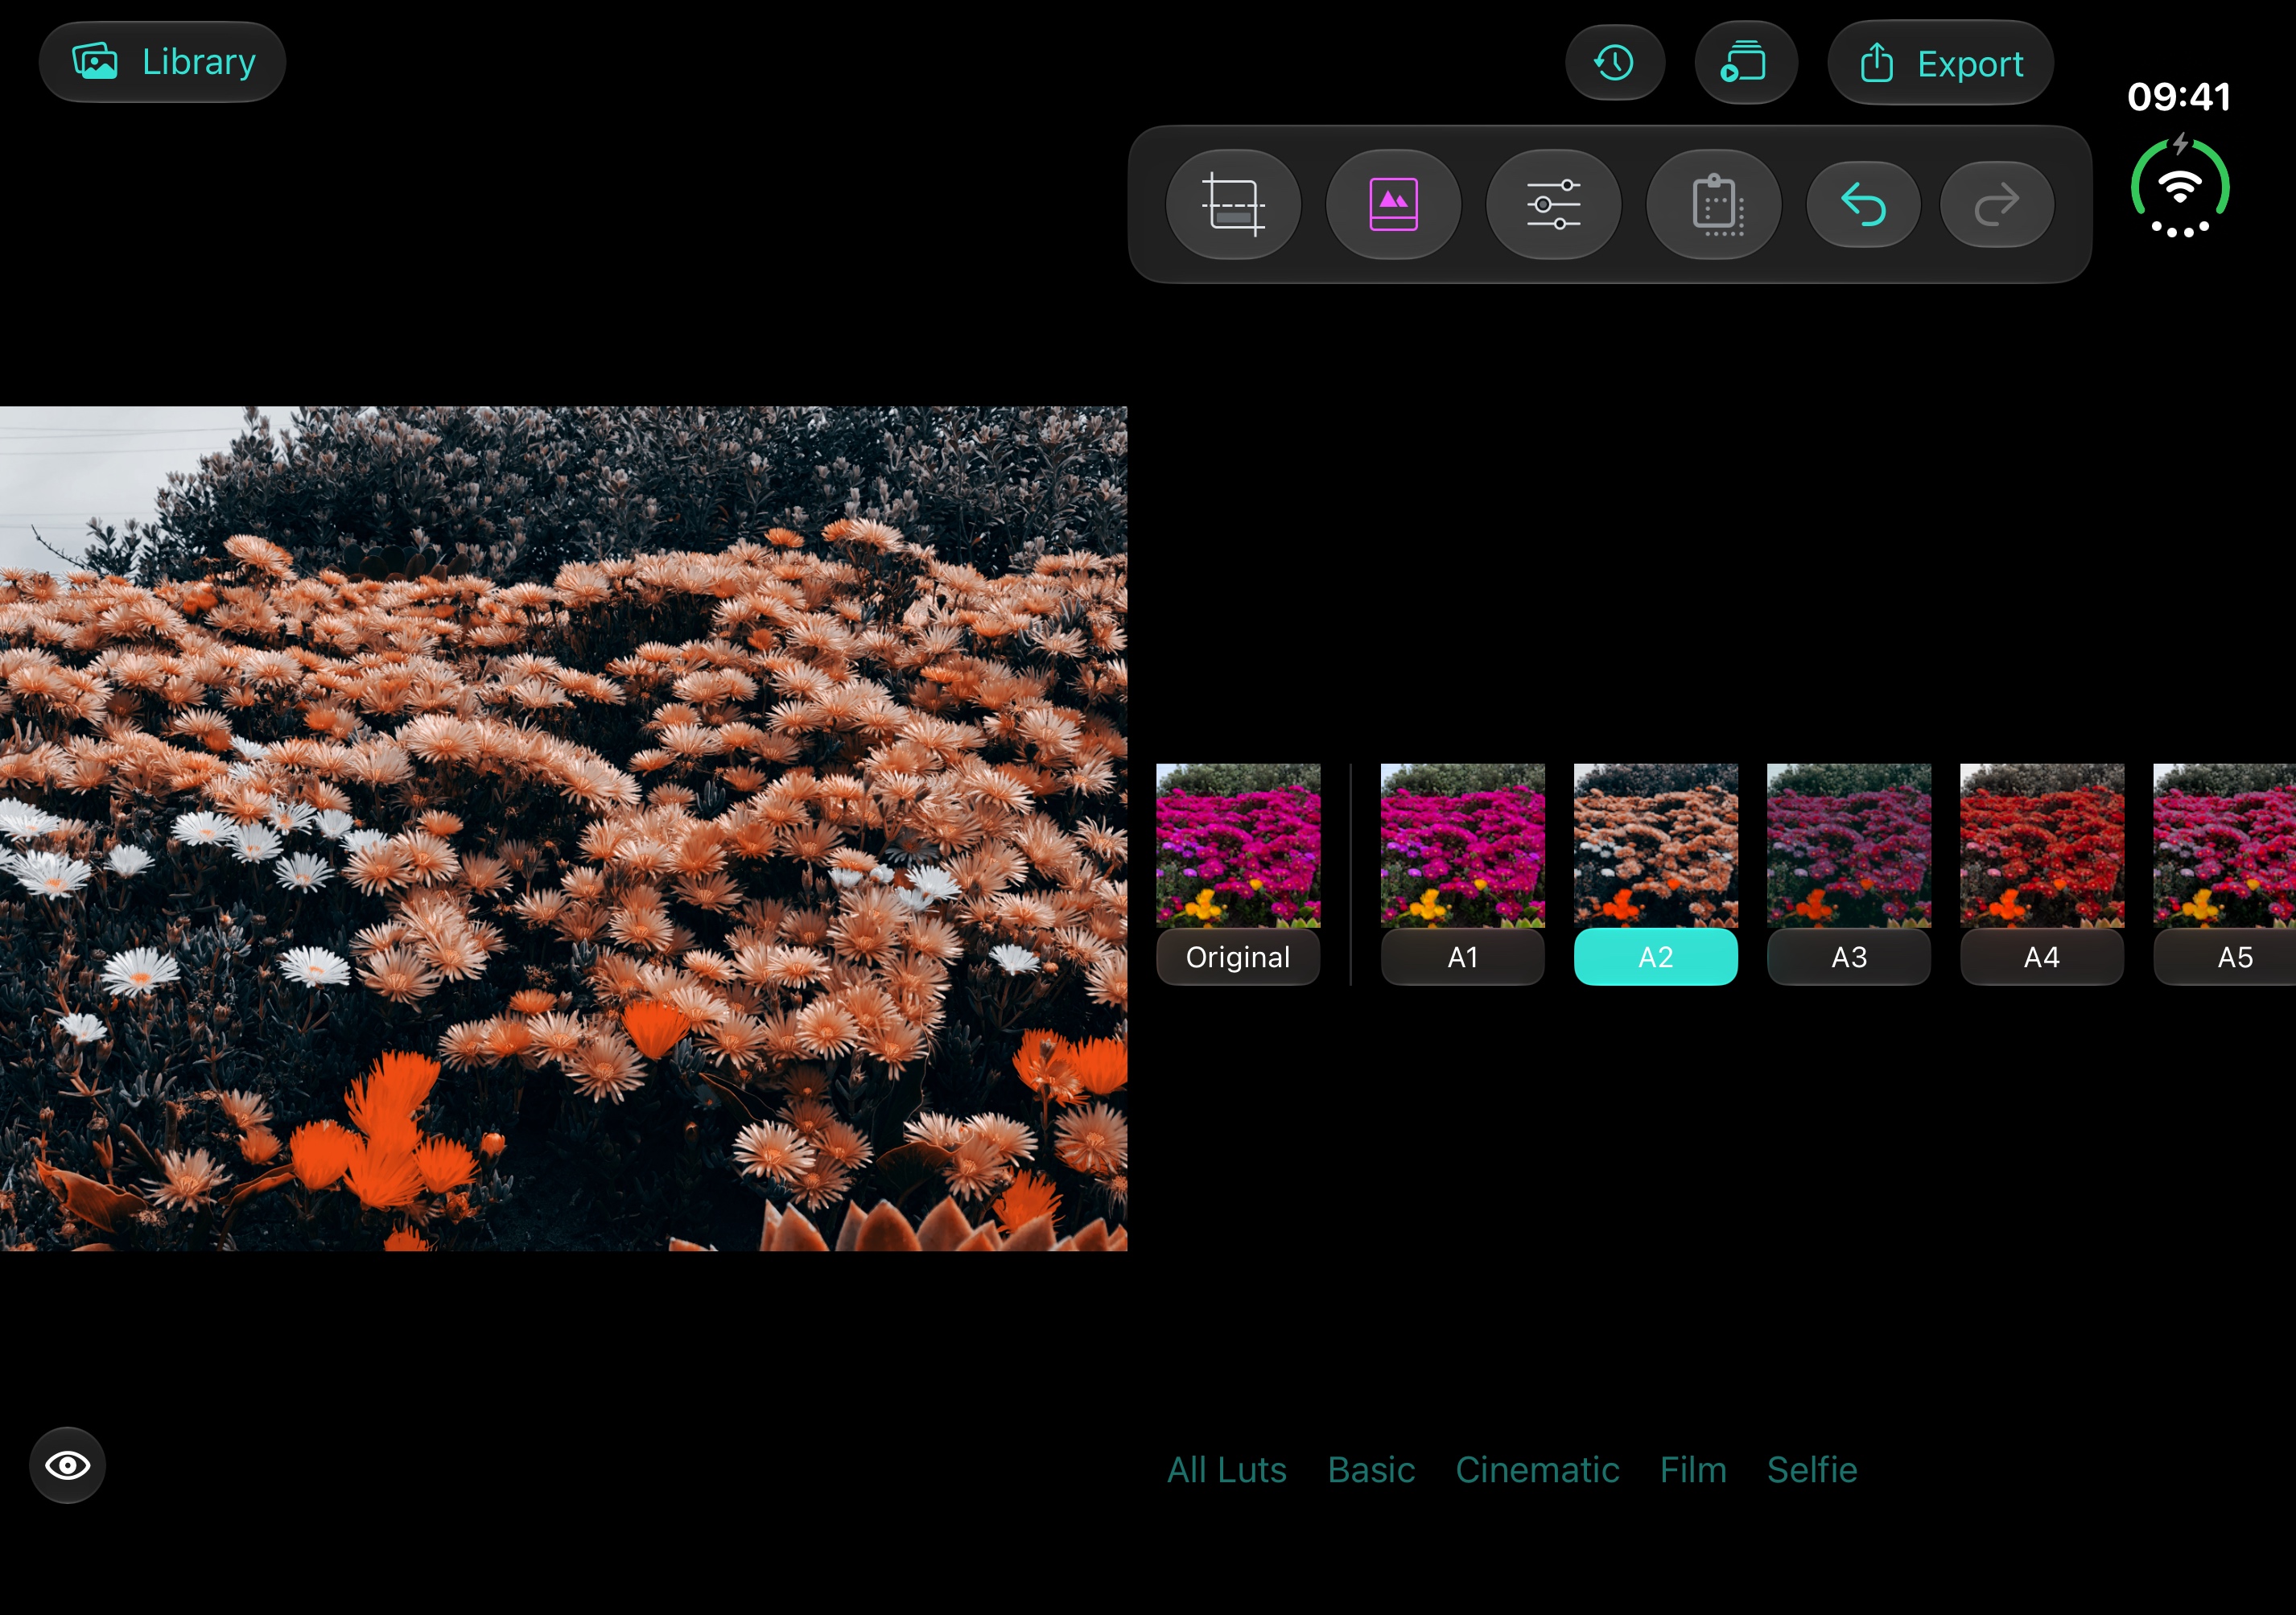 Library
Export
09:41
Original
A1
A2
A3
A4
A5
All Luts
Basic
Cinematic
Film
Selfie